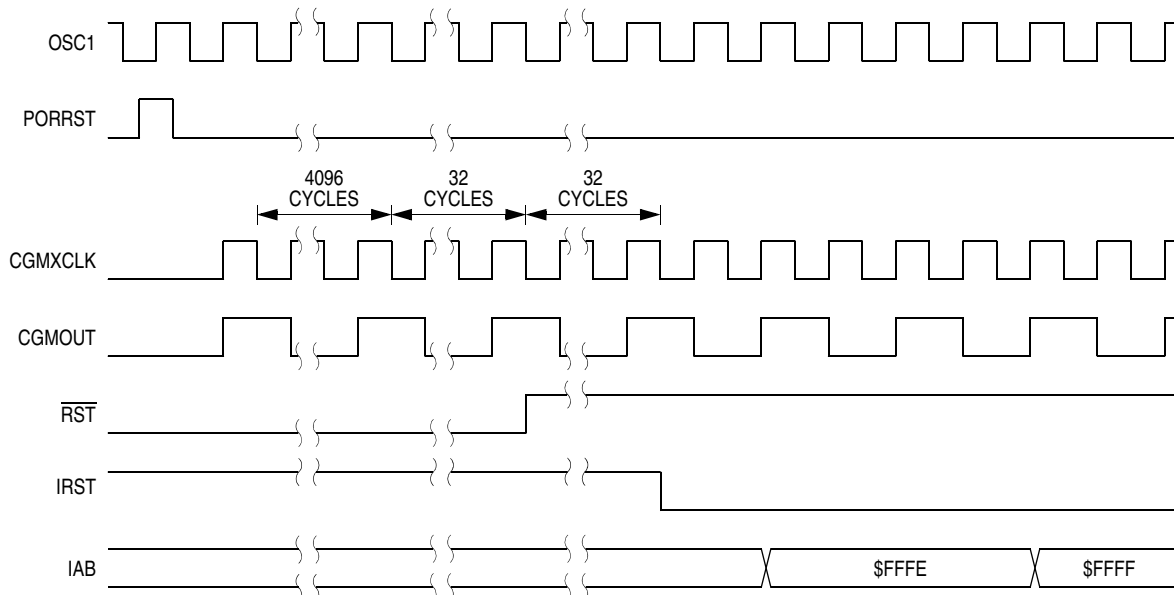 OSC1
PORRST
4096
CYCLES
32
CYCLES
32
CYCLES
CGMXCLK
CGMOUT
RST
IRST
IAB
$FFFE
$FFFF